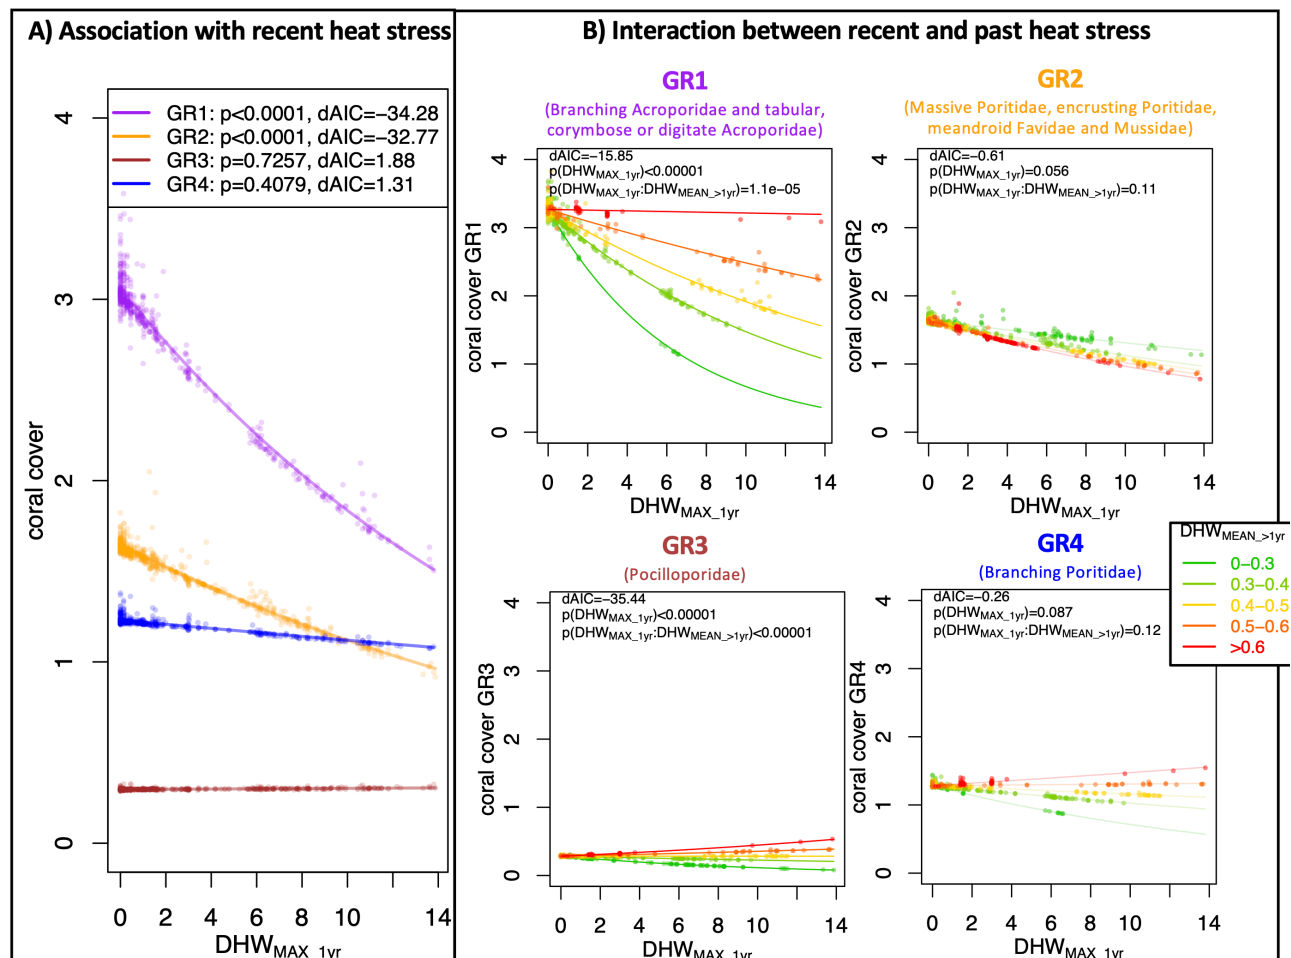 A) Association with recent heat stress
GR1: p<0.0001, dAIC=−34.28
GR2: p<0.0001, dAIC=−32.77
GR3: p=0.7257, dAIC=1.88
GR4: p=0.4079, dAIC=1.31
coral cover
4
3
2
1
0
0 2 4 6 8 10 14
DHWMAX_1yr
B) Interaction between recent and past heat stress
GR1
(Branching Acroporidae and tabular,
corymbose or digitate Acroporidae)
dAIC=−15.85
p(DHWMAX_1yr)<0.00001
p(DHWMAX_1yr:DHWMEAN_>1yr)=1.1e−05
coral cover GR1
4
3
2
1
0
0 2 4 6 8 10 14
DHWMAX_1yr
GR2
(Massive Poritidae, encrusting Poritidae,
meandroid Favidae and Mussidae)
dAIC=−0.61
p(DHWMAX_1yr)=0.056
p(DHWMAX_1yr:DHWMEAN_>1yr)=0.11
coral cover GR2
4
3
2
1
0
0 2 4 6 8 10 14
DHWMAX_1yr
GR3
(Pocilloporidae)
dAIC=−35.44
p(DHWMAX_1yr)<0.00001
p(DHWMAX_1yr:DHWMEAN_>1yr)<0.00001
coral cover GR3
4
3
2
1
0
0 2 4 6 8 10 14
DHWMAX_1yr
GR4
(Branching Poritidae)
dAIC=−0.26
p(DHWMAX_1yr)=0.087
p(DHWMAX_1yr:DHWMEAN_>1yr)=0.12
coral cover GR4
4
3
2
1
0
0 2 4 6 8 10 14
DHWMAX_1yr
DHWMEAN_>1yr
0−0.3
0.3−0.4
0.4−0.5
0.5−0.6
>0.6